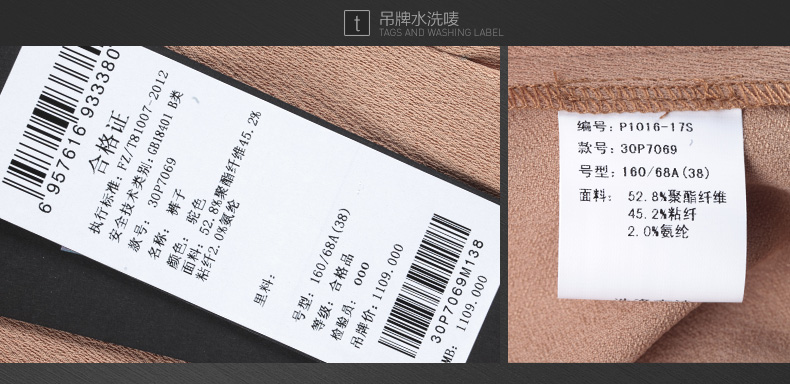 t
吊牌水洗唛
TAGS AND WASHING LABEL
6 957616 933380
合格证
执行标准: FZ/T81007-2012
安全技术类别: GB18401 B类
款号: 30P7069
名称: 裤子
颜色: 驼色
面料: 52.8%聚酯纤维45.2%
粘纤2.0%氨纶
里料:
号型: 160/68A(38)
等级: 合格品
检验员: 000
吊牌价: 1109.000
30P7069M138
MB: 1109.000
编号: P1016-17S
款号: 30P7069
号型: 160/68A(38)
面料: 52.8%聚酯纤维
45.2%粘纤
2.0%氨纶